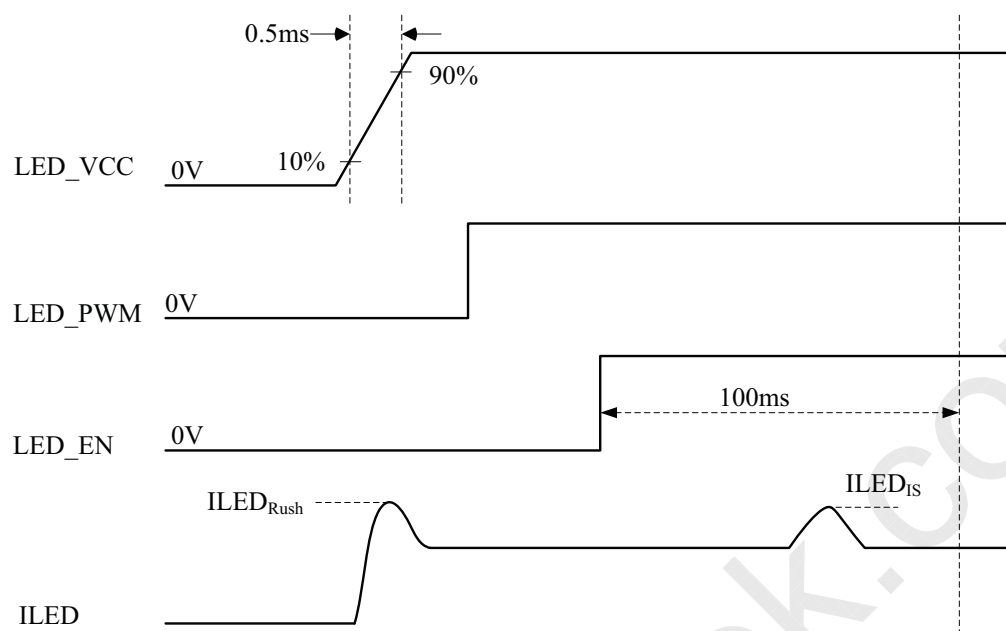 0.5ms
90%
10%
LED_VCC
0V
LED_PWM
0V
100ms
LED_EN
0V
ILED_Rush
ILED_IS
ILED